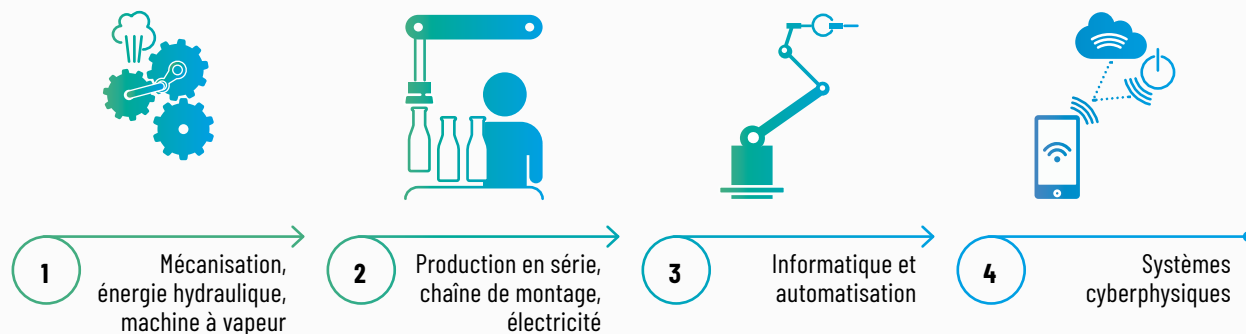 1
Mécanisation,
énergie hydraulique,
machine à vapeur
2
Production en série,
chaîne de montage,
électricité
3
Informatique et
automatisation
4
Systèmes
cyberphysiques